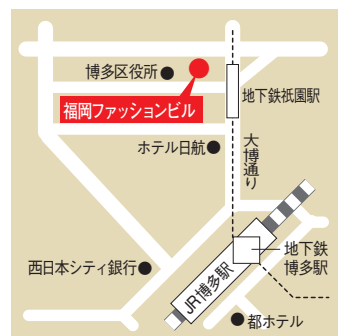 博多区役所
福岡ファッションビル
地下鉄祇園駅
ホテル日航
大博通り
JR博多駅
地下鉄
博多駅
西日本シティ銀行
都ホテル